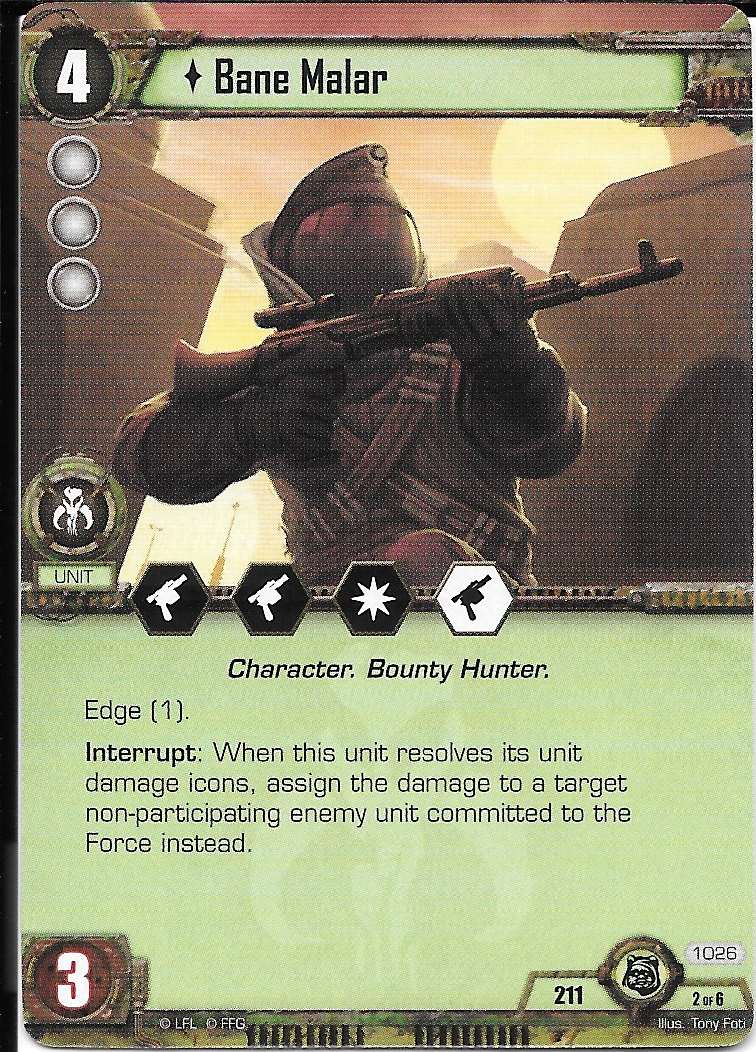 4
Bane Malar
UNIT
Character. Bounty Hunter.
Edge (1).
Interrupt: When this unit resolves its unit
damage icons, assign the damage to a target
non-participating enemy unit committed to the
Force instead.
3
1026
211
2 OF 6
© LFL © FFG
Illus. Tony Foti